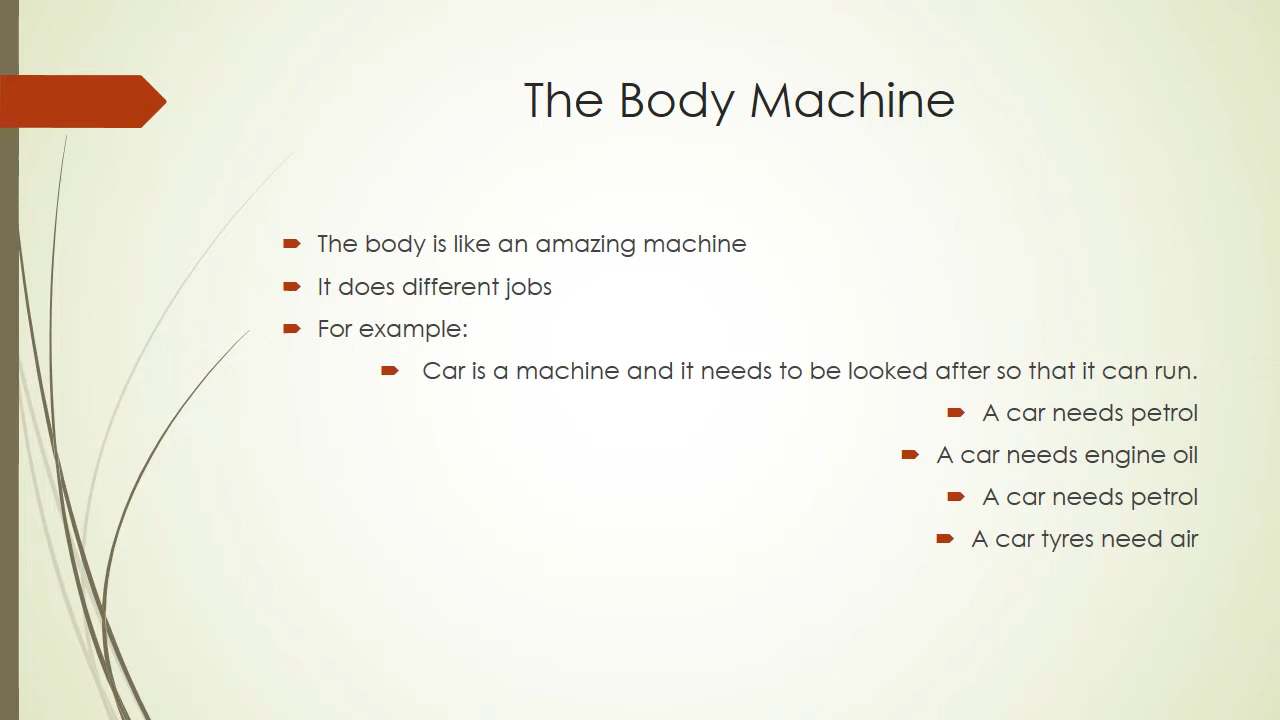 The Body Machine
The body is like an amazing machine
It does different jobs
For example:
Car is a machine and it needs to be looked after so that it can run.
A car needs petrol
A car needs engine oil
A car needs petrol
A car tyres need air